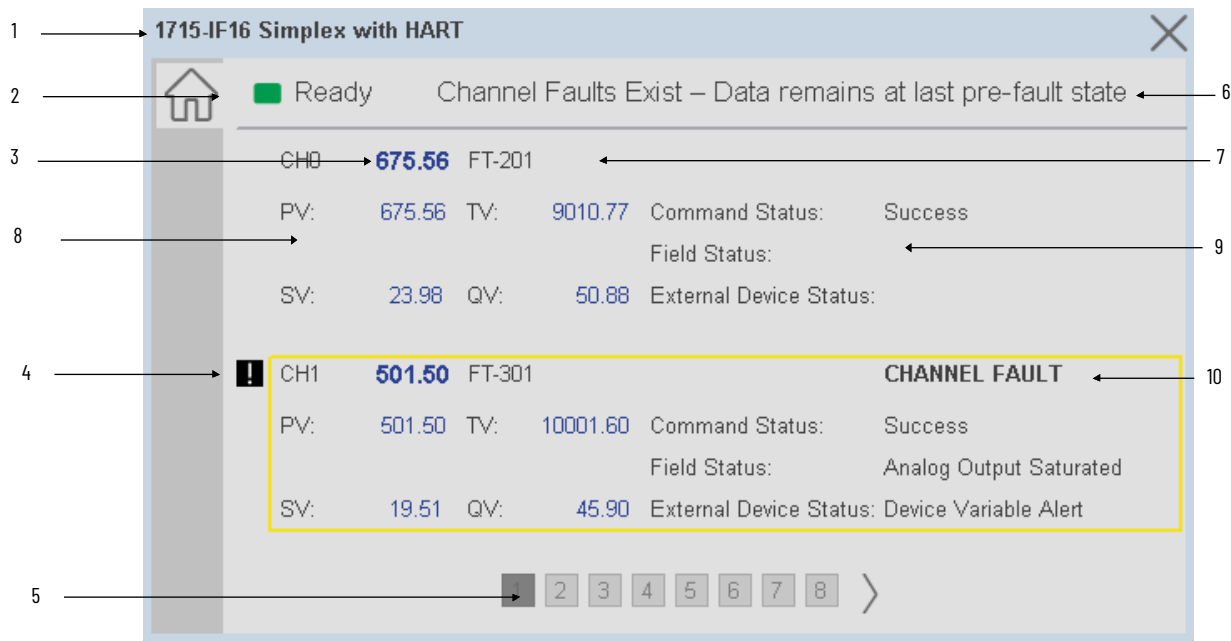 1 1715-IF16 Simplex with HART
2 Ready Channel Faults Exist – Data remains at last pre-fault state 6
3 CH0 675.56 FT-201 7
PV: 675.56 TV: 9010.77 Command Status: Success
8 9
Field Status:
SV: 23.98 QV: 50.88 External Device Status:
4 ! CH1 501.50 FT-301 CHANNEL FAULT 10
PV: 501.50 TV: 10001.60 Command Status: Success
Field Status: Analog Output Saturated
SV: 19.51 QV: 45.90 External Device Status: Device Variable Alert
5 1 2 3 4 5 6 7 8